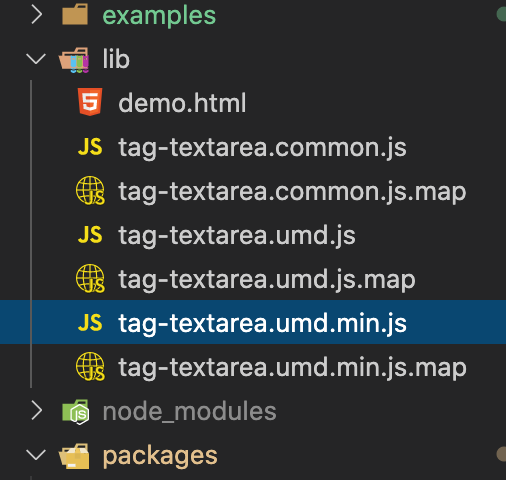 examples
lib
demo.html
JS tag-textarea.common.js
JS tag-textarea.common.js.map
JS tag-textarea.umd.js
JS tag-textarea.umd.js.map
JS tag-textarea.umd.min.js
JS tag-textarea.umd.min.js.map
node_modules
packages